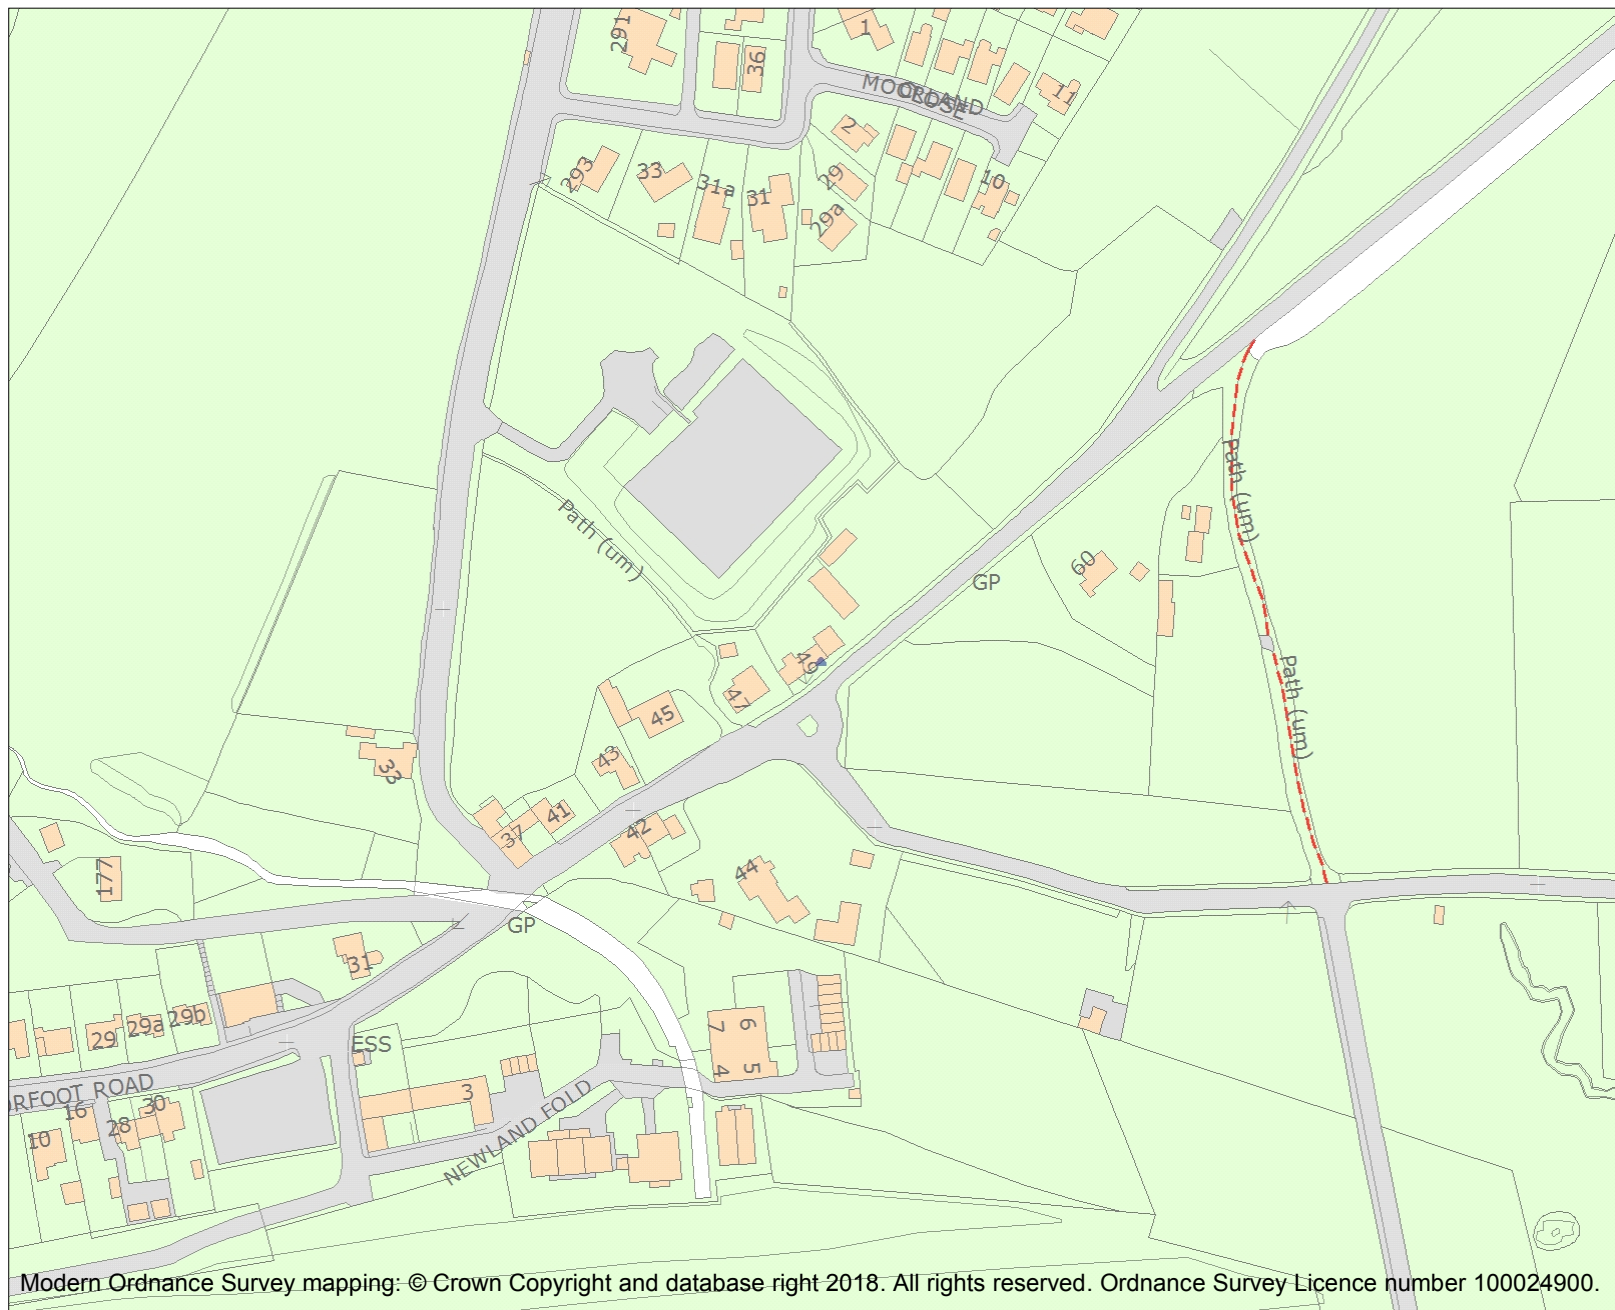 291
36
1
MOORLAND
CLOSE
11
2
293
33
31a
31
29
29a
10
Path (um)
Path (um)
60
GP
49
47
45
43
41
37
42
33
Path (um)
44
177
GP
31
29
29a
29b
ESS
7
6
4
5
3
ORFOOT ROAD
16
30
28
10
NEWLAND FOLD
Modern Ordnance Survey mapping: © Crown Copyright and database right 2018. All rights reserved. Ordnance Survey Licence number 100024900.